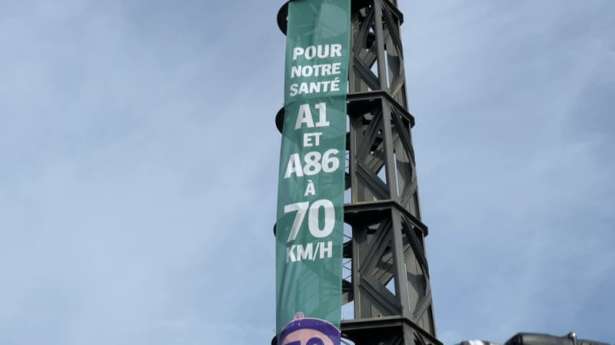 POUR
NOTRE
SANTÉ
A1
ET
A86
À
70
KM/H